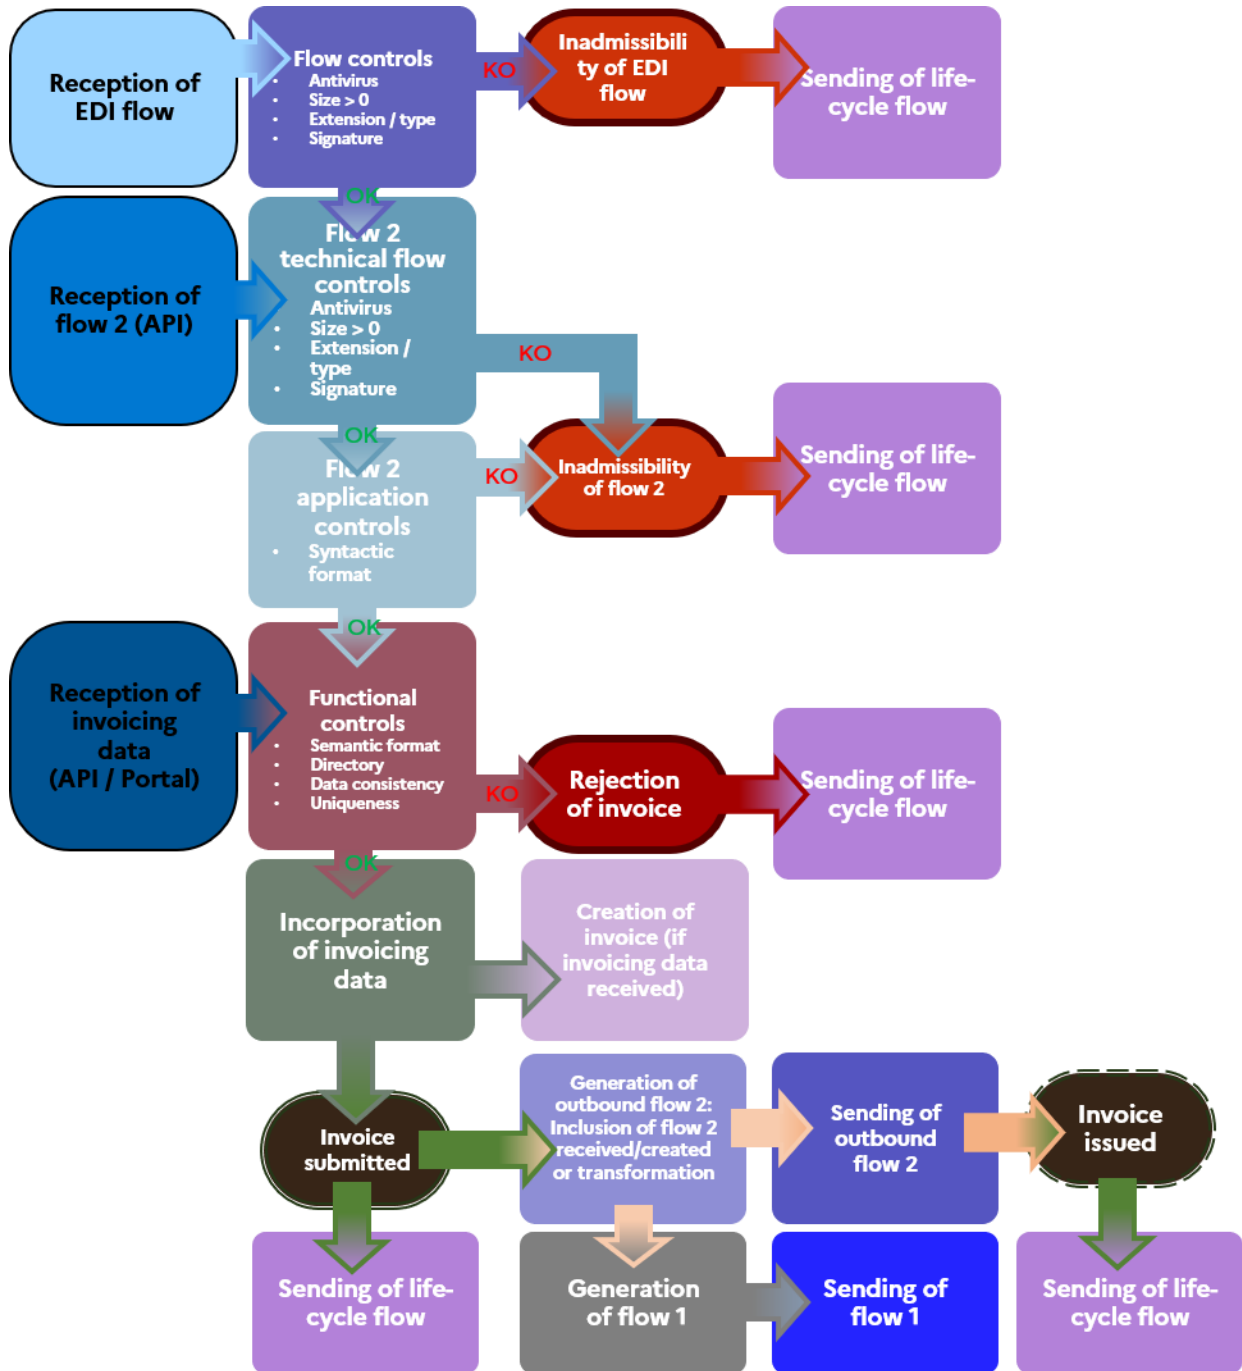 Reception of
EDI flow
Flow controls
• Antivirus
• Size > 0
• Extension / type
• Signature
KO
Inadmissibili
ty of EDI
flow
Sending of life-
cycle flow
OK
Reception of
flow 2 (API)
Flow 2
technical flow
controls
• Antivirus
• Size > 0
• Extension /
type
• Signature
KO
OK
Flow 2
application
controls
• Syntactic
format
KO
Inadmissibility
of flow 2
Sending of life-
cycle flow
OK
Reception of
invoicing
data
(API / Portal)
Functional
controls
• Semantic format
• Directory
• Data consistency
• Uniqueness
KO
Rejection
of invoice
Sending of life-
cycle flow
OK
Incorporation
of invoicing
data
Creation of
invoice (if
invoicing data
received)
Invoice
submitted
Generation of
outbound flow 2:
Inclusion of flow 2
received/created
or transformation
Sending of
outbound
flow 2
Invoice
issued
Sending of life-
cycle flow
Generation
of flow 1
Sending of
flow 1
Sending of life-
cycle flow